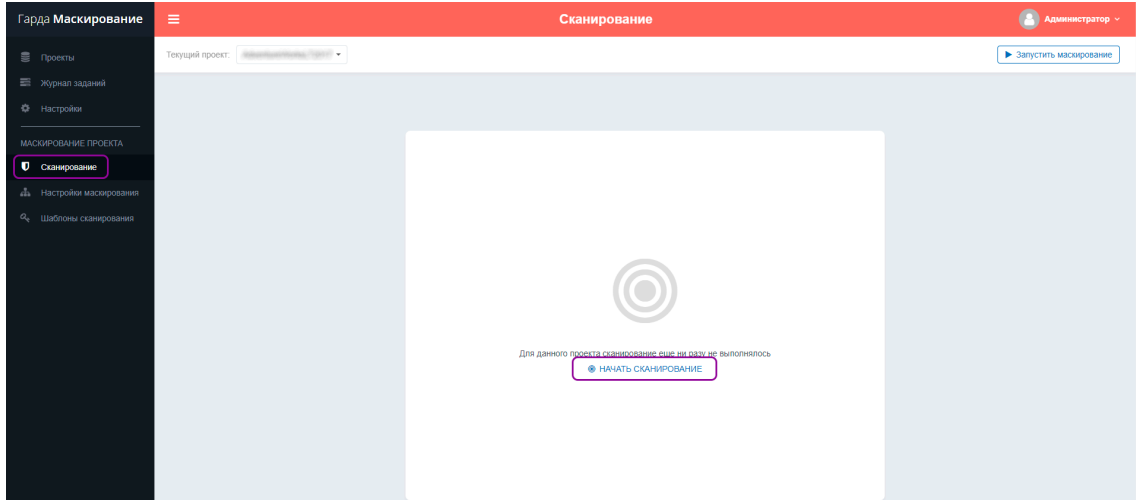 Гарда Маскирование
Сканирование
Администратор
Проекты
Журнал заданий
Настройки
МАСКИРОВАНИЕ ПРОЕКТА
Сканирование
Настройки маскирования
Шаблоны сканирования
Текущий проект:
Запустить маскирование
Для данного проекта сканирование еще ни разу не выполнялось
НАЧАТЬ СКАНИРОВАНИЕ